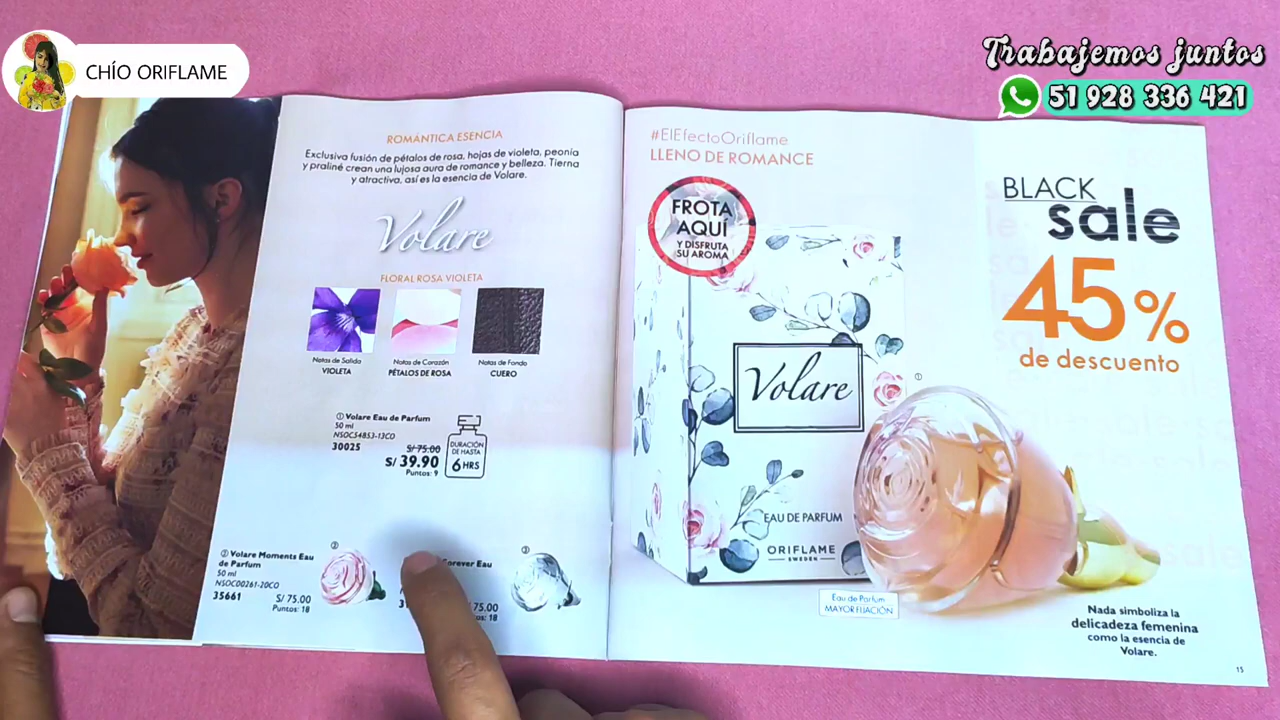 CHÍO ORIFLAME
Trabajemos juntos
51 928 336 421
ROMÁNTICA ESENCIA
Exclusiva fusión de pétalos de rosa, hojas de violeta, peonía
y praliné crean una lujosa aura de romance y belleza. Tierna
y atractiva, así es la esencia de Volare.
Volare
FLORAL ROSA VIOLETA
Notas de Salida
VIOLETA
Notas de Corazón
PÉTALOS DE ROSA
Notas de Fondo
CUERO
① Volare Eau de Parfum
50 ml
NSOC54853-13CO
30025
S/ 75.00
S/ 39.90
Puntos: 9
DURACIÓN
DE HASTA
6 HRS
② Volare Moments Eau
de Parfum
50 ml
NSOC00261-20CO
35661
S/ 75.00
Puntos: 18
②
Forever Eau
S/ 75.00
③
#ElEfectoOriflame
LLENO DE ROMANCE
FROTA
AQUÍ
Y DISFRUTA
SU AROMA
BLACK
sale
45%
de descuento
Volare
①
EAU DE PARFUM
ORIFLAME
SWEDEN
Eau de Parfum
MAYOR FIJACIÓN
Nada simboliza la
delicadeza femenina
como la esencia de
Volare.
15